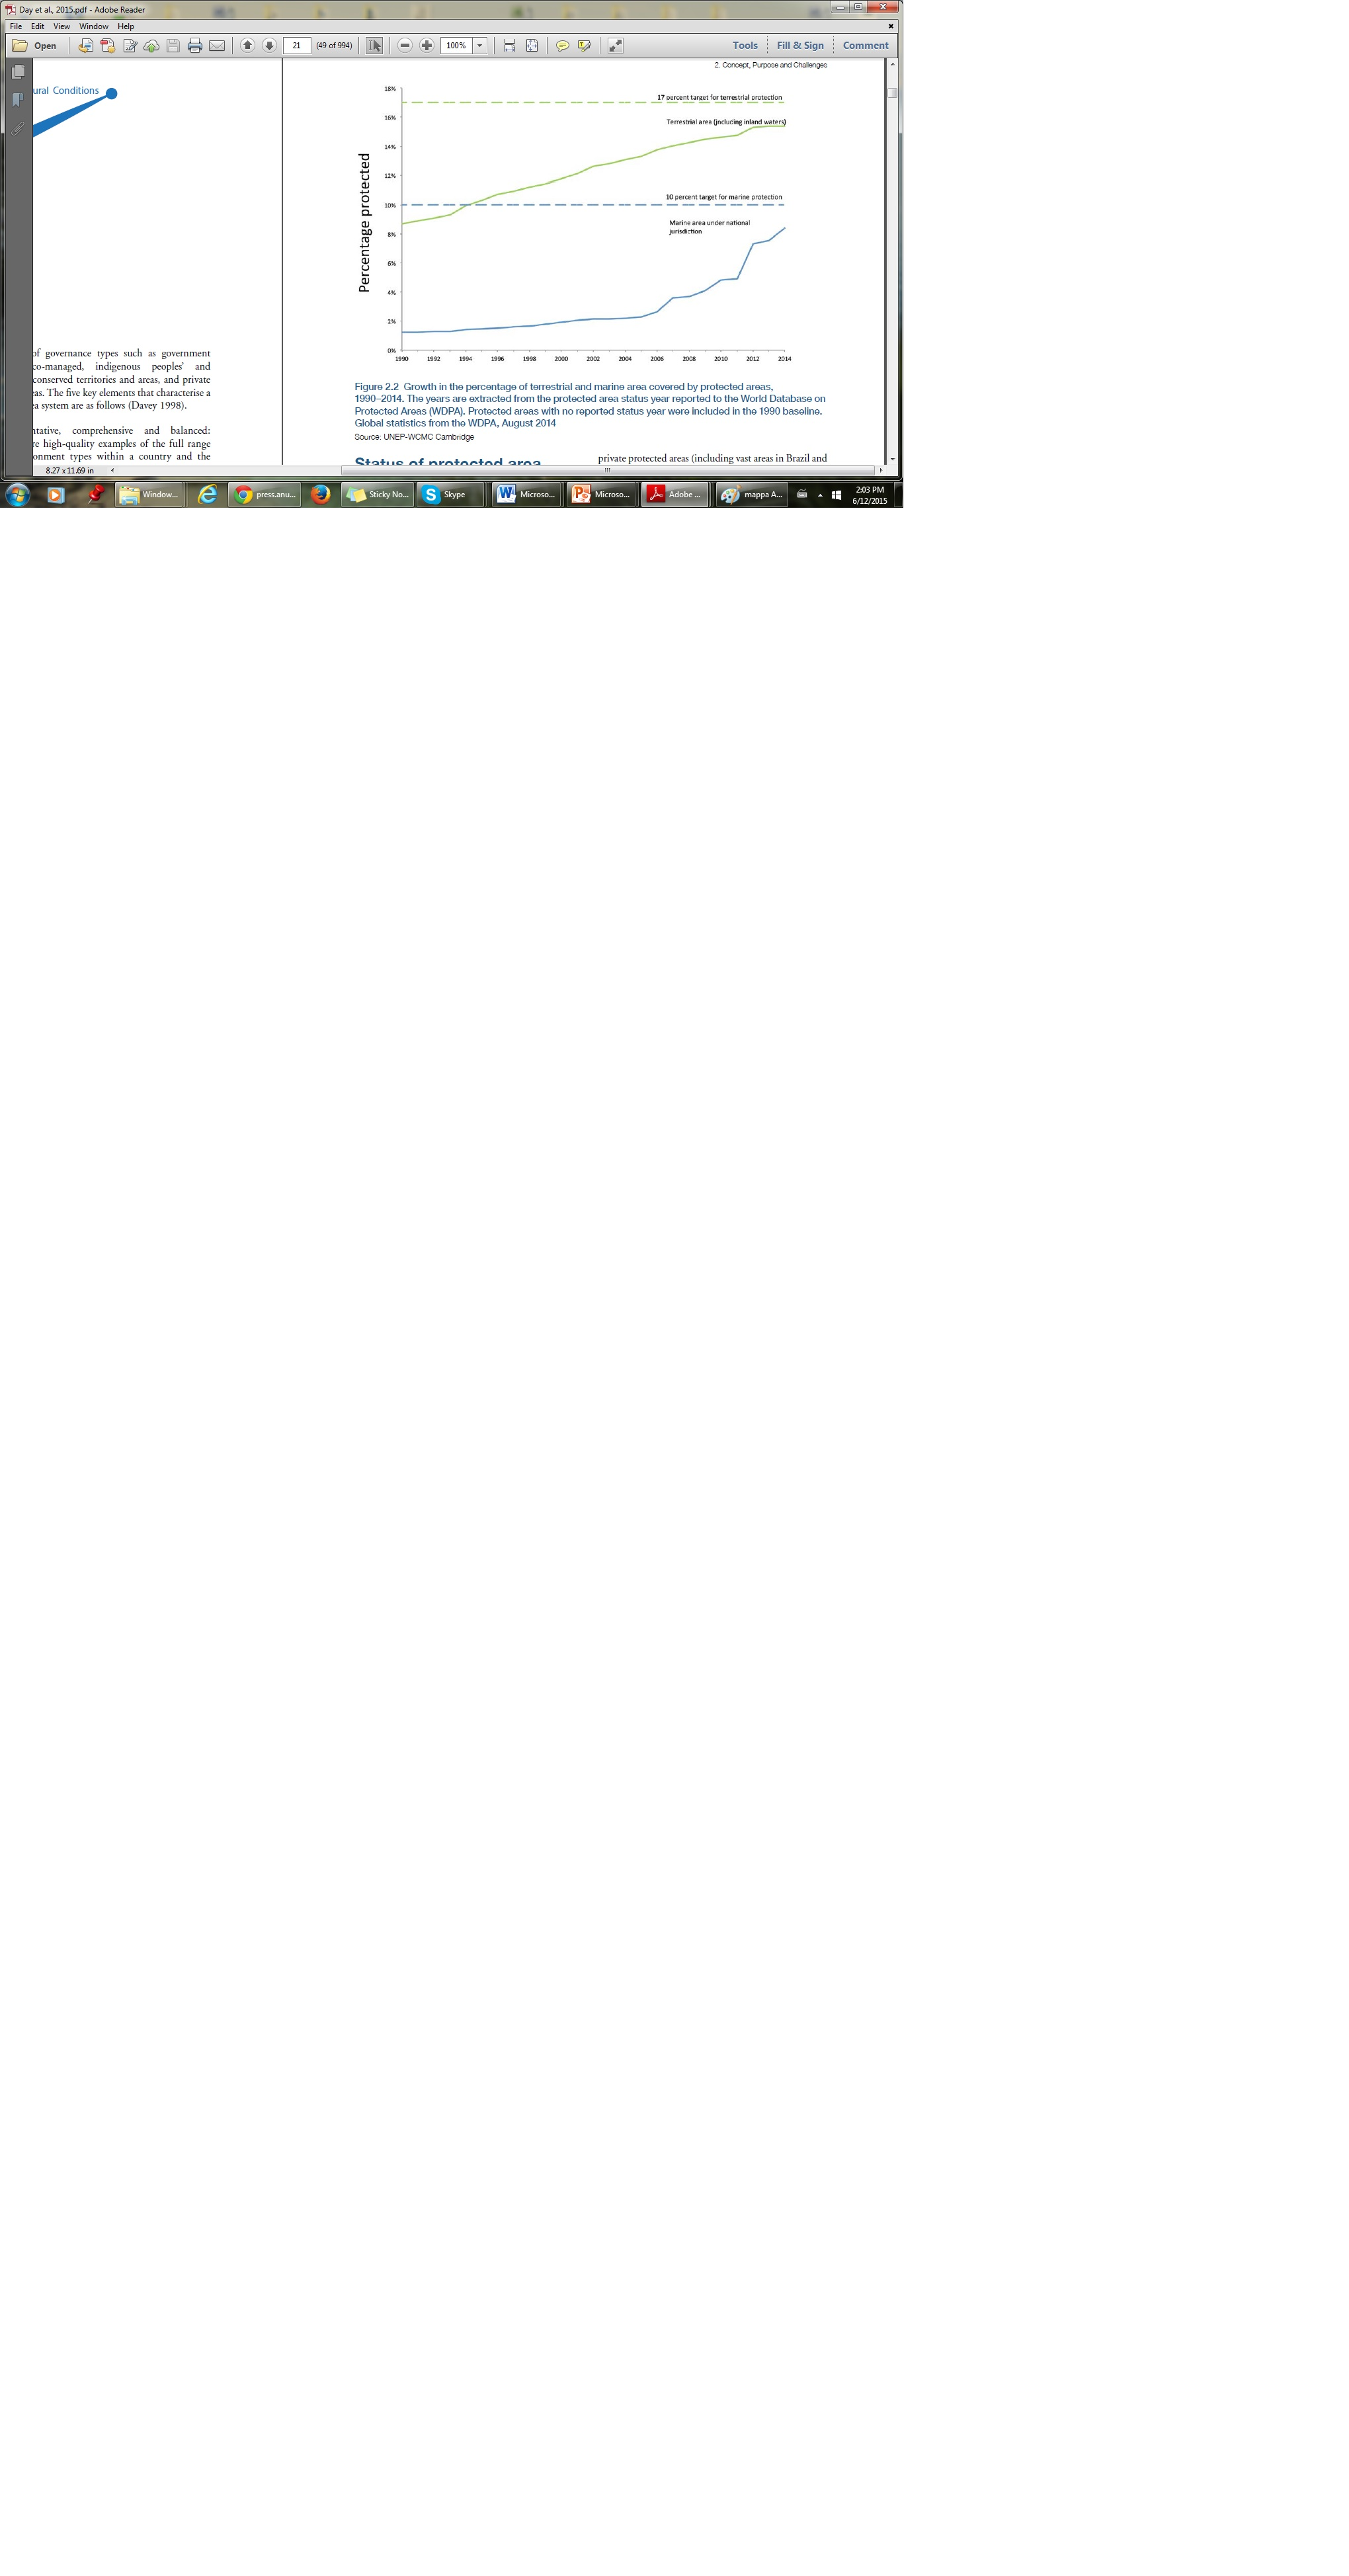 Day et al., 2015.pdf - Adobe Reader
File Edit View Window Help
Open 21 (49 of 994) 100% Tools Fill & Sign Comment
2. Concept, Purpose and Challenges
ural Conditions
18%
16%
14%
12%
10%
8%
6%
4%
2%
0%
Percentage protected
17 percent target for terrestrial protection
Terrestrial area (including inland waters)
10 percent target for marine protection
Marine area under national
jurisdiction
1990 1992 1994 1996 1998 2000 2002 2004 2006 2008 2010 2012 2014
of governance types such as government
co-managed, indigenous peoples' and
conserved territories and areas, and private
eas. The five key elements that characterise a
ea system are as follows (Davey 1998).
ntative, comprehensive and balanced:
re high-quality examples of the full range
onment types within a country and the
Figure 2.2 Growth in the percentage of terrestrial and marine area covered by protected areas,
1990–2014. The years are extracted from the protected area status year reported to the World Database on
Protected Areas (WDPA). Protected areas with no reported status year were included in the 1990 baseline.
Global statistics from the WDPA, August 2014
Source: UNEP-WCMC Cambridge
Status of protected area
private protected areas (including vast areas in Brazil and
8.27 x 11.69 in
Window... press.anu... Sticky No... Skype Microso... Microso... Adobe ... mappa A... 2:03 PM
6/12/2015